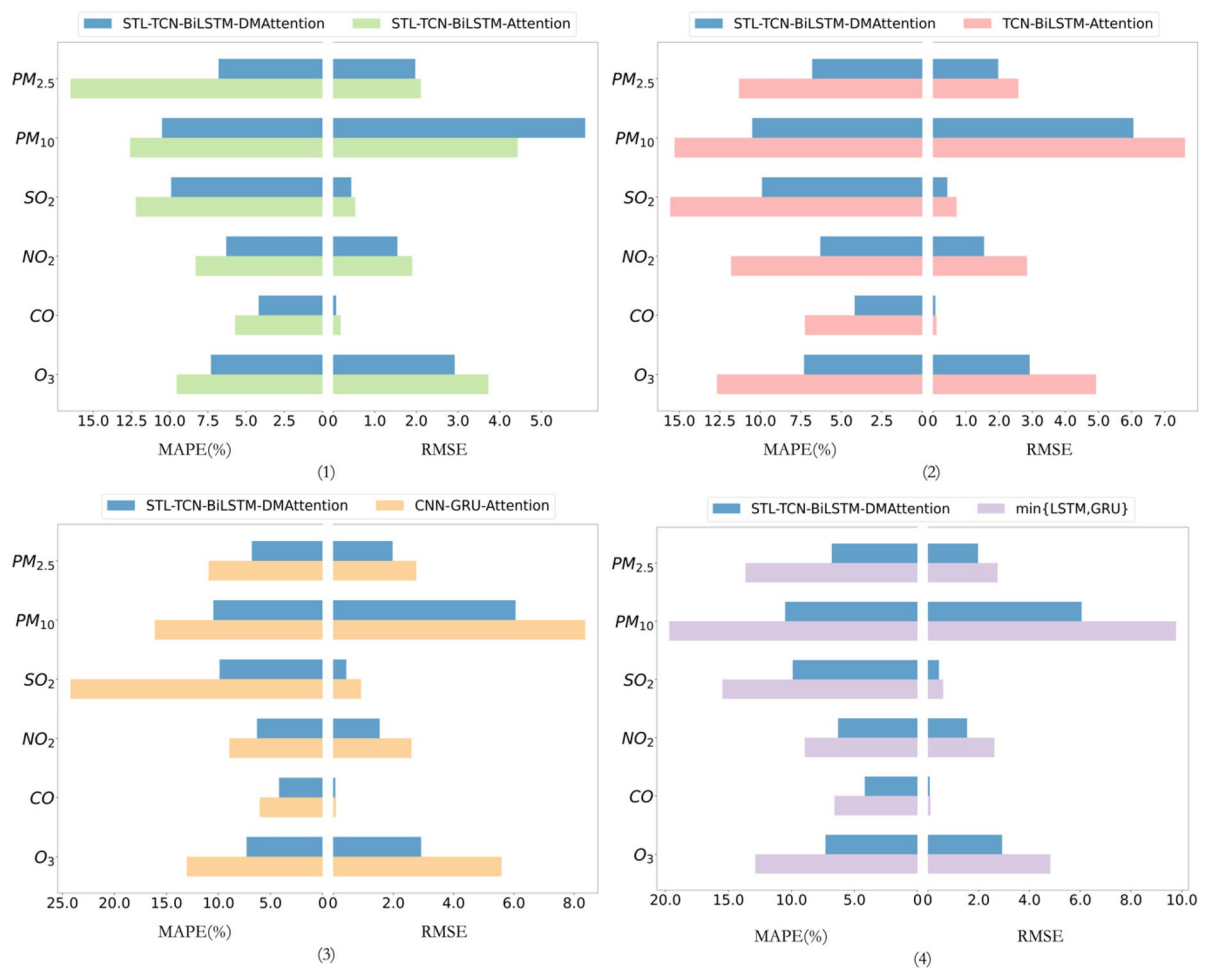 STL-TCN-BiLSTM-DMAttention STL-TCN-BiLSTM-Attention
PM2.5
PM10
SO2
NO2
CO
O3
15.0 12.5 10.0 7.5 5.0 2.5 0 0 1.0 2.0 3.0 4.0 5.0
MAPE(%) RMSE
(1)
STL-TCN-BiLSTM-DMAttention TCN-BiLSTM-Attention
PM2.5
PM10
SO2
NO2
CO
O3
15.0 12.5 10.0 7.5 5.0 2.5 0 0 1.0 2.0 3.0 4.0 5.0 6.0 7.0
MAPE(%) RMSE
(2)
STL-TCN-BiLSTM-DMAttention CNN-GRU-Attention
PM2.5
PM10
SO2
NO2
CO
O3
25.0 20.0 15.0 10.0 5.0 0 0 2.0 4.0 6.0 8.0
MAPE(%) RMSE
(3)
STL-TCN-BiLSTM-DMAttention min{LSTM,GRU}
PM2.5
PM10
SO2
NO2
CO
O3
20.0 15.0 10.0 5.0 0 0 2.0 4.0 6.0 8.0 10.0
MAPE(%) RMSE
(4)